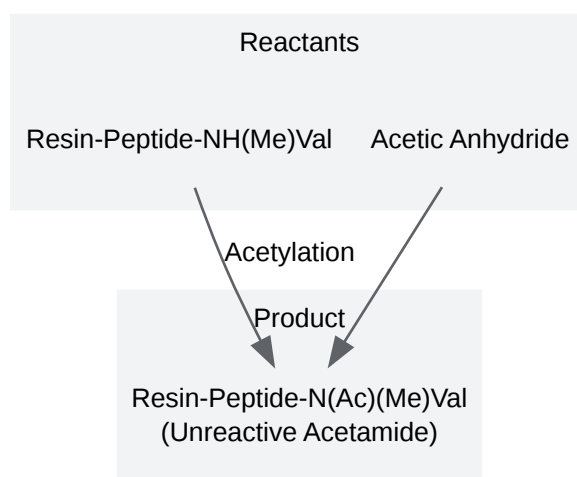 Reactants
Resin-Peptide-NH(Me)Val
Acetic Anhydride
Acetylation
Product
Resin-Peptide-N(Ac)(Me)Val
(Unreactive Acetamide)